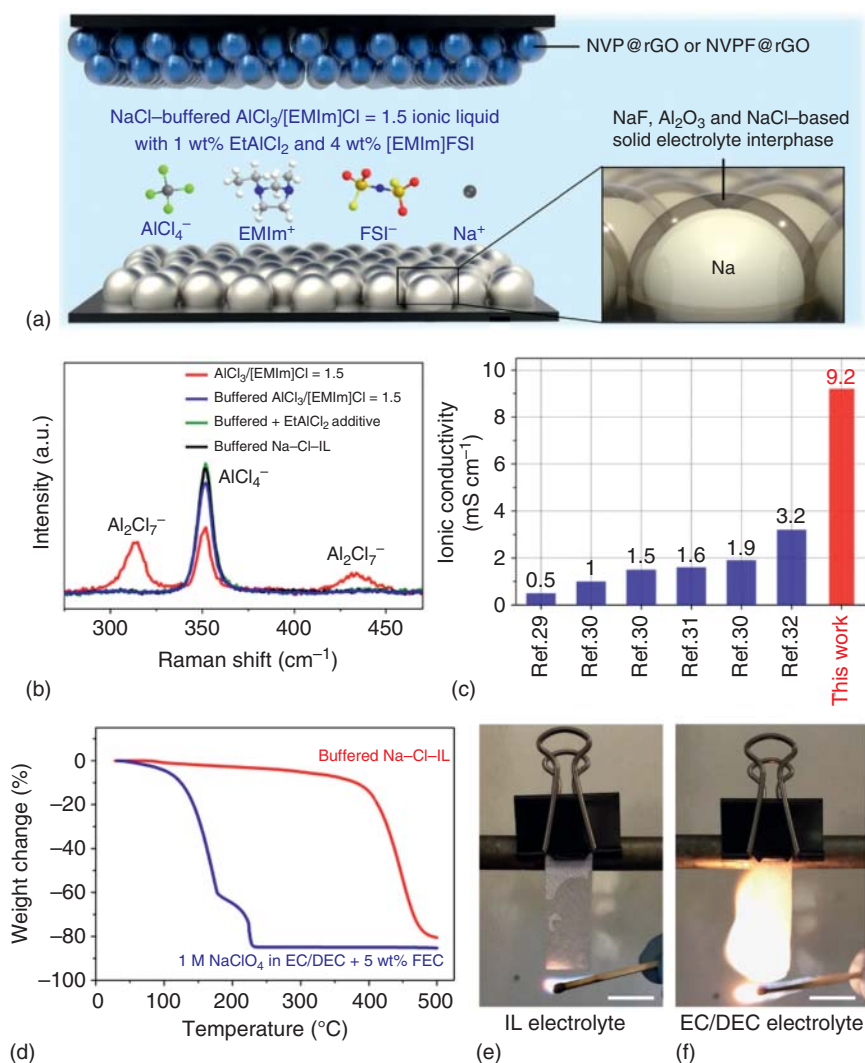 NVP@rGO or NVPF@rGO
NaCl–buffered AlCl₃/[EMIm]Cl = 1.5 ionic liquid
with 1 wt% EtAlCl₂ and 4 wt% [EMIm]FSI
NaF, Al₂O₃ and NaCl–based
solid electrolyte interphase
AlCl₄⁻
EMIm⁺
FSI⁻
Na⁺
Na
(a)
AlCl₃/[EMIm]Cl = 1.5
Buffered AlCl₃/[EMIm]Cl = 1.5
Buffered + EtAlCl₂ additive
Buffered Na–Cl–IL
AlCl₄⁻
Al₂Cl₇⁻
Al₂Cl₇⁻
Intensity (a.u.)
300 350 400 450
Raman shift (cm⁻¹)
(b)
Ionic conductivity
(mS cm⁻¹)
10
8
6
4
2
0
0.5
1
1.5
1.6
1.9
3.2
9.2
Ref.29
Ref.30
Ref.30
Ref.31
Ref.30
Ref.32
This work
(c)
Weight change (%)
0
−20
−40
−60
−80
−100
Buffered Na–Cl–IL
1 M NaClO₄ in EC/DEC + 5 wt% FEC
0 100 200 300 400 500
Temperature (°C)
(d)
IL electrolyte
(e)
EC/DEC electrolyte
(f)